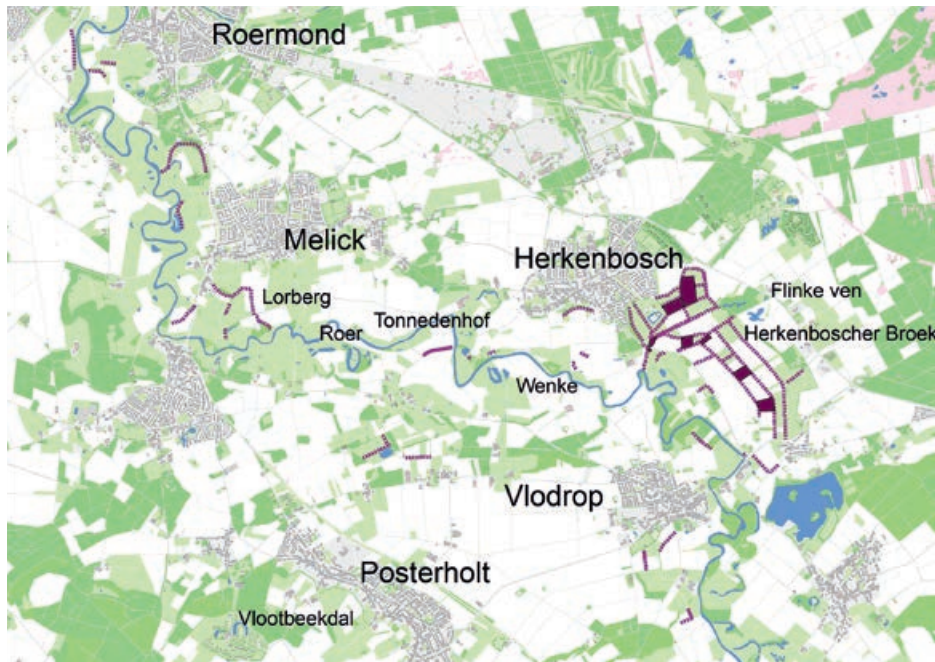 Roermond
Melick
Herkenbosch
Lorberg
Flinke ven
Roer
Tonnedenhof
Herkenboscher Broek
Wenke
Vlodrop
Posterholt
Vlootbeekdal